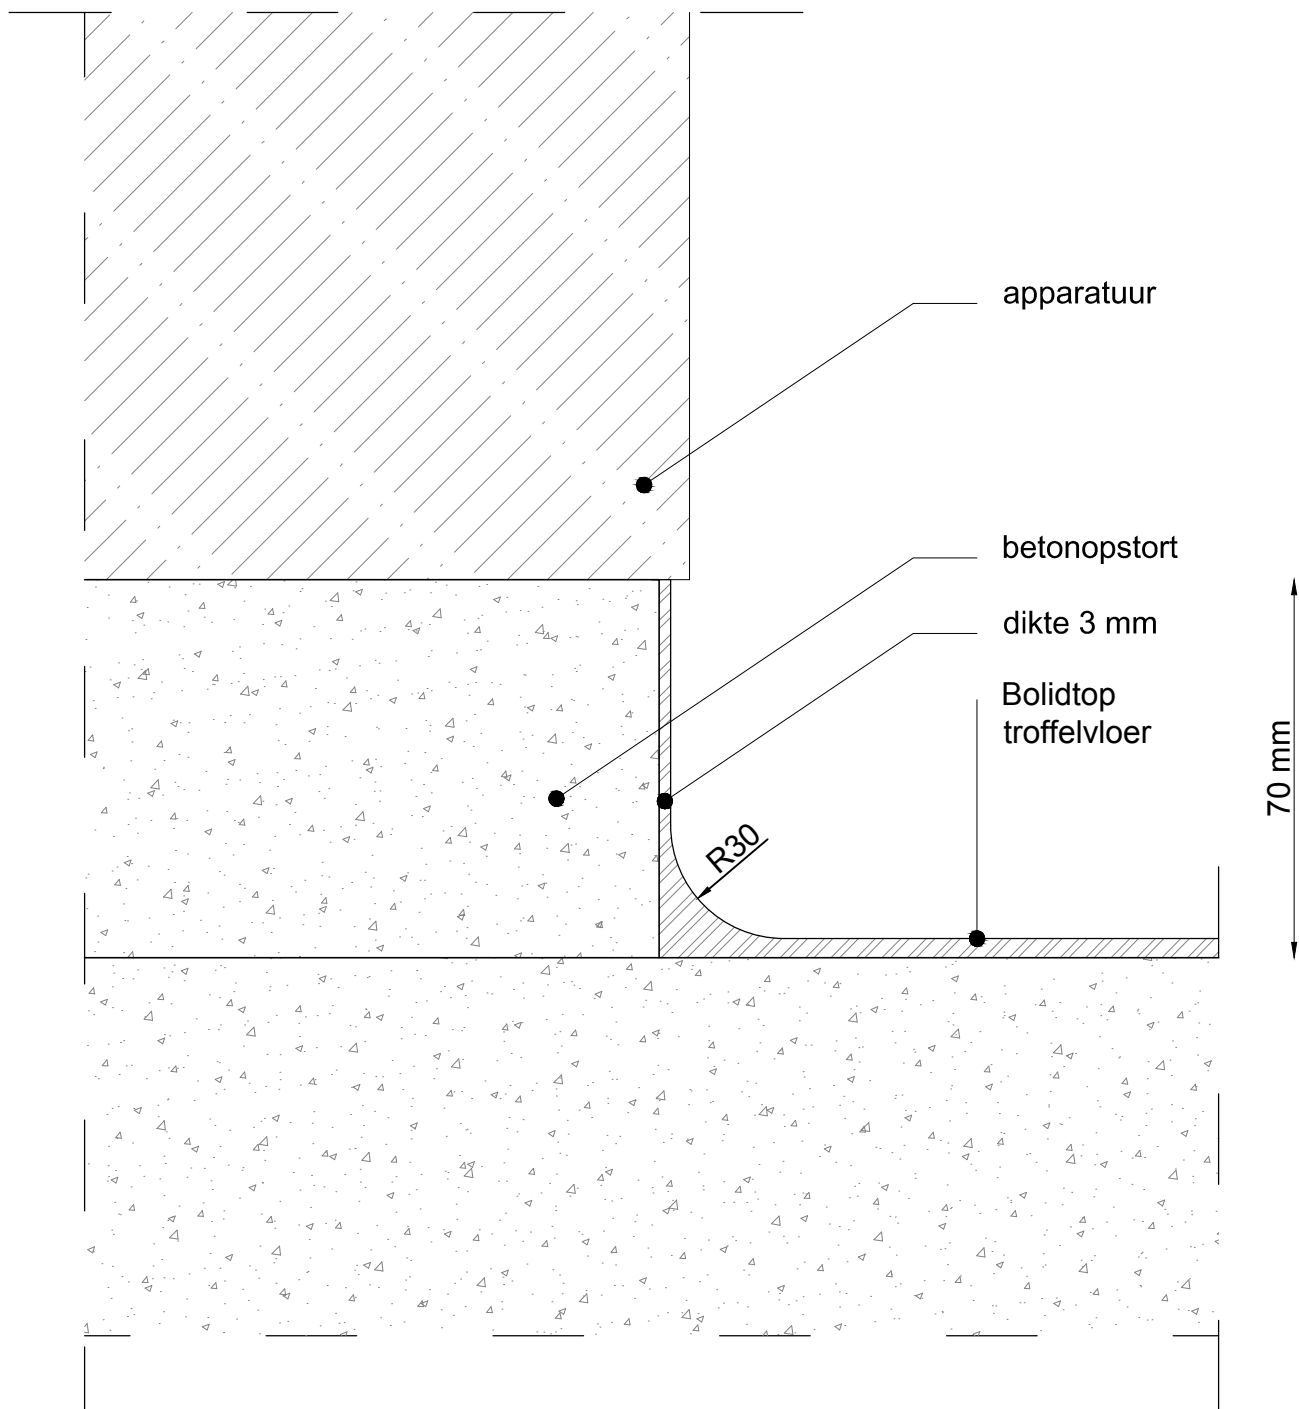 apparatuur
betonopstort
dikte 3 mm
Bolidtop
troffelvloer
70 mm
R30